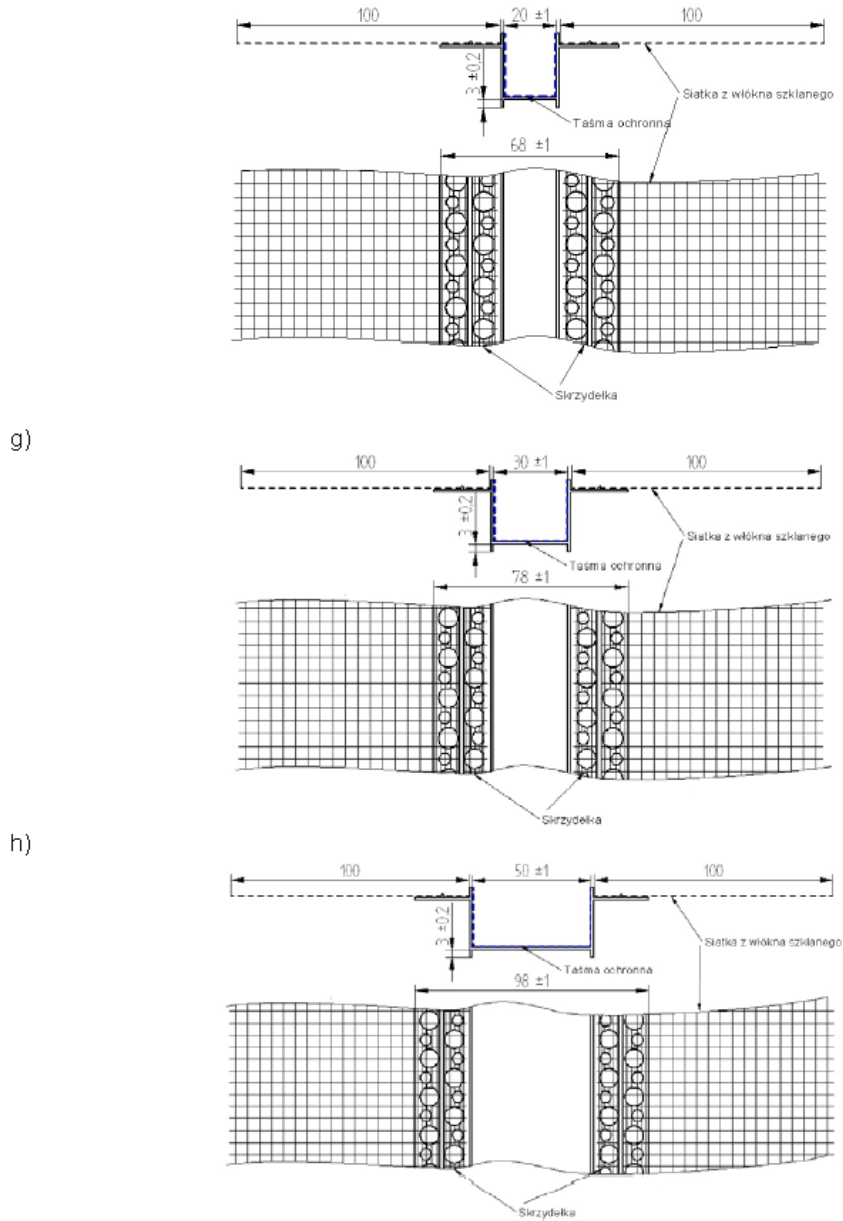 100
20 ±1
100
3 ±0,2
Siatka z włókna szklanego
Taśma ochronna
68 ±1
Skrzydełka
g)
100
30 ±1
100
3 ±0,2
Siatka z włókna szklanego
Taśma ochronna
78 ±1
Skrzydełka
h)
100
50 ±1
100
3 ±0,2
Siatka z włókna szklanego
Taśma ochronna
98 ±1
Skrzydełka